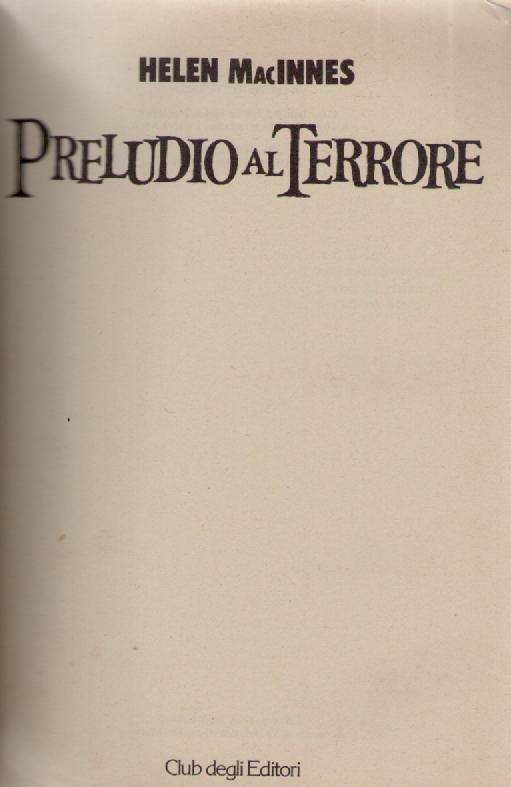 HELEN MacINNES
PRELUDIO AL TERRORE
Club degli Editori